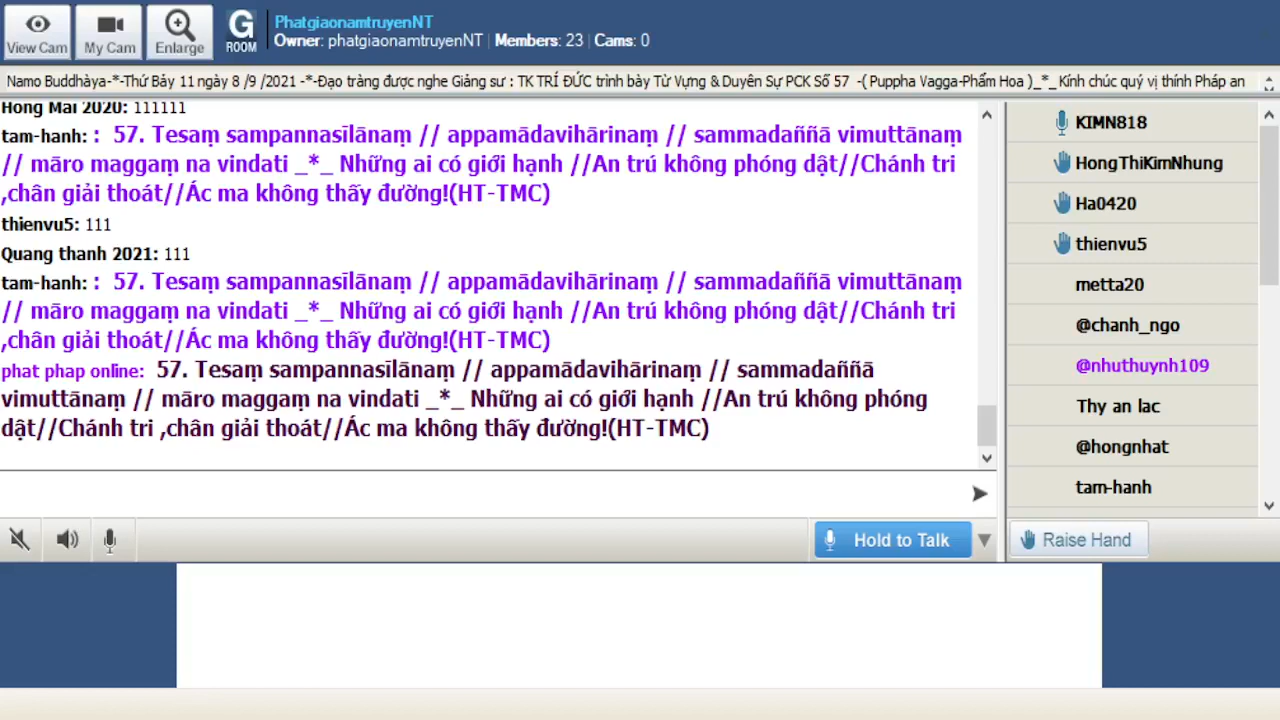 View Cam
My Cam
Enlarge
G
ROOM
PhatgiaonamtruyenNT
Owner: phatgiaonamtruyenNT | Members: 23 | Cams: 0
Namo Buddhàya-*-Thứ Bảy 11 ngày 8 /9 /2021 -*-Đạo tràng được nghe Giảng sư : TK TRÍ ĐỨC trình bày Từ Vựng & Duyên Sự PCK Số 57 -( Puppha Vagga-Phẩm Hoa )_*_ Kính chúc quý vị thính Pháp an
Hong Mai 2020: 111111
tam-hanh: : 57. Tesaṃ sampannasīlānaṃ // appamādavihārinaṃ // sammadaññā vimuttānaṃ
// māro maggaṃ na vindati _*_ Những ai có giới hạnh //An trú không phóng dật//Chánh tri
,chân giải thoát//Ác ma không thấy đường!(HT-TMC)
thienvu5: 111
Quang thanh 2021: 111
tam-hanh: : 57. Tesaṃ sampannasīlānaṃ // appamādavihārinaṃ // sammadaññā vimuttānaṃ
// māro maggaṃ na vindati _*_ Những ai có giới hạnh //An trú không phóng dật//Chánh tri
,chân giải thoát//Ác ma không thấy đường!(HT-TMC)
phat phap online: 57. Tesaṃ sampannasīlānaṃ // appamādavihārinaṃ // sammadaññā
vimuttānaṃ // māro maggaṃ na vindati _*_ Những ai có giới hạnh //An trú không phóng
dật//Chánh tri ,chân giải thoát//Ác ma không thấy đường!(HT-TMC)
KIMN818
HongThiKimNhung
Ha0420
thienvu5
metta20
@chanh_ngo
@nhuthuynh109
Thy an lac
@hongnhat
tam-hanh
Hold to Talk
Raise Hand